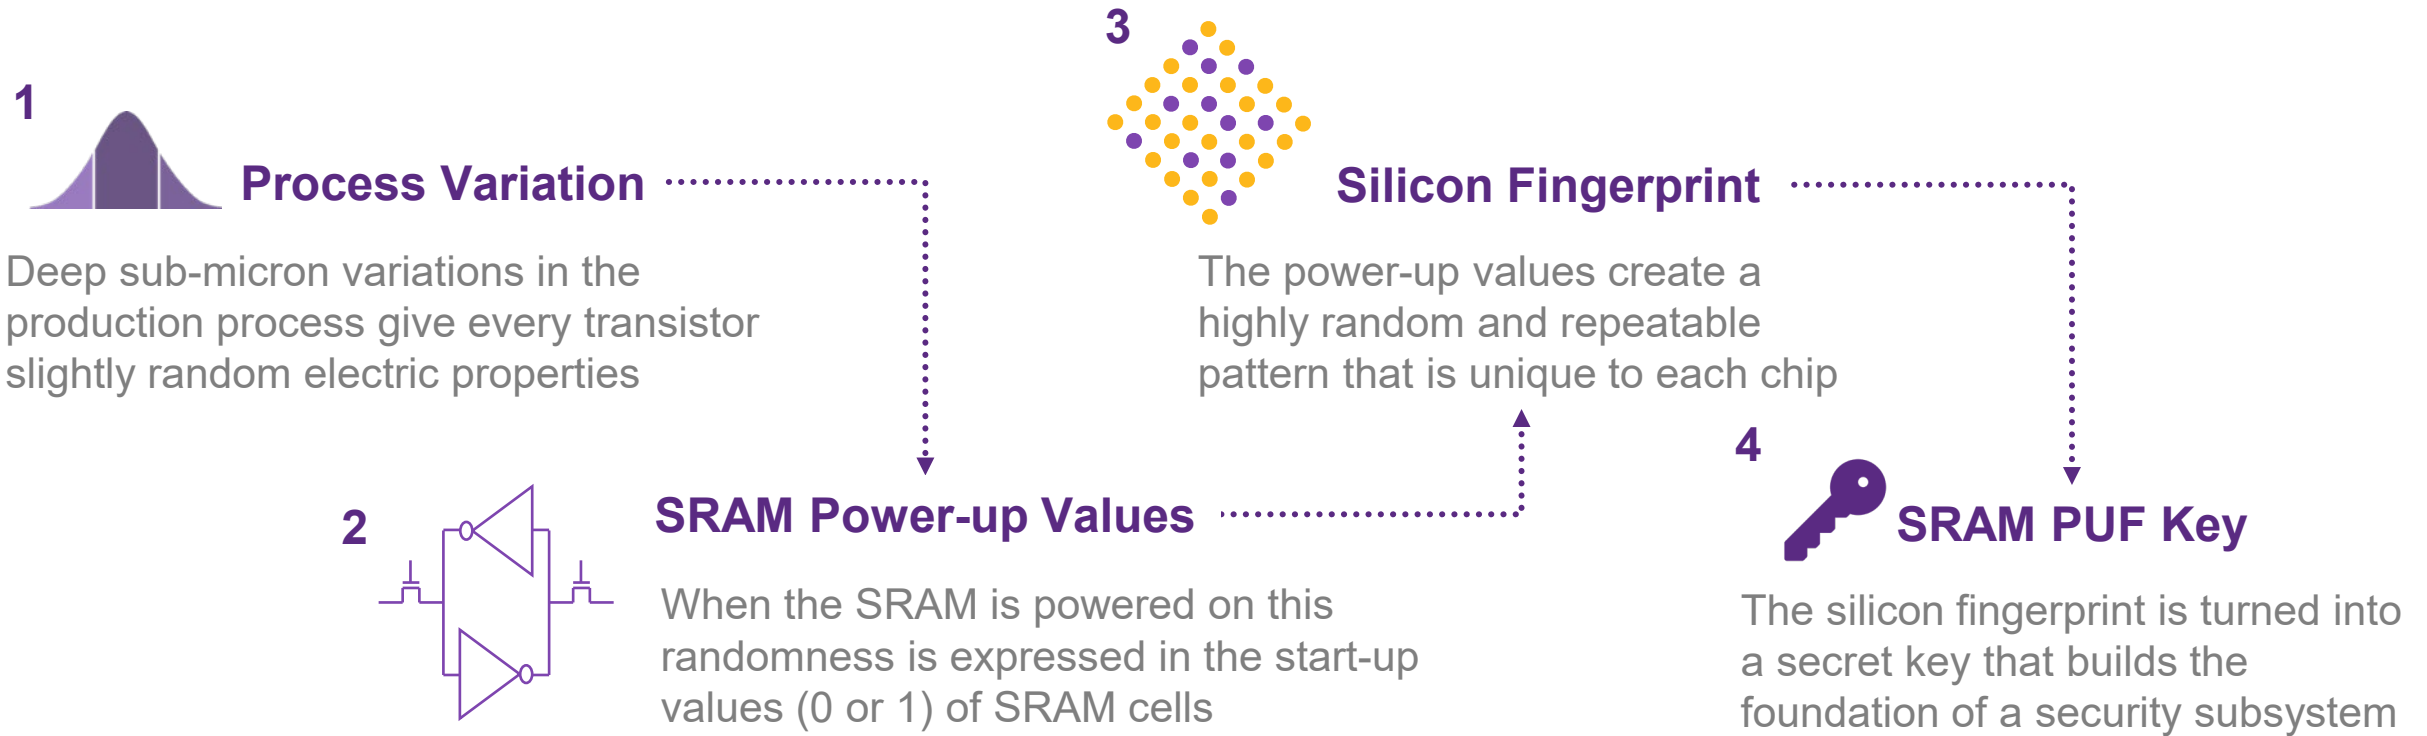 1
Process Variation
Deep sub-micron variations in the
production process give every transistor
slightly random electric properties
2
SRAM Power-up Values
When the SRAM is powered on this
randomness is expressed in the start-up
values (0 or 1) of SRAM cells
3
Silicon Fingerprint
The power-up values create a
highly random and repeatable
pattern that is unique to each chip
4
SRAM PUF Key
The silicon fingerprint is turned into
a secret key that builds the
foundation of a security subsystem